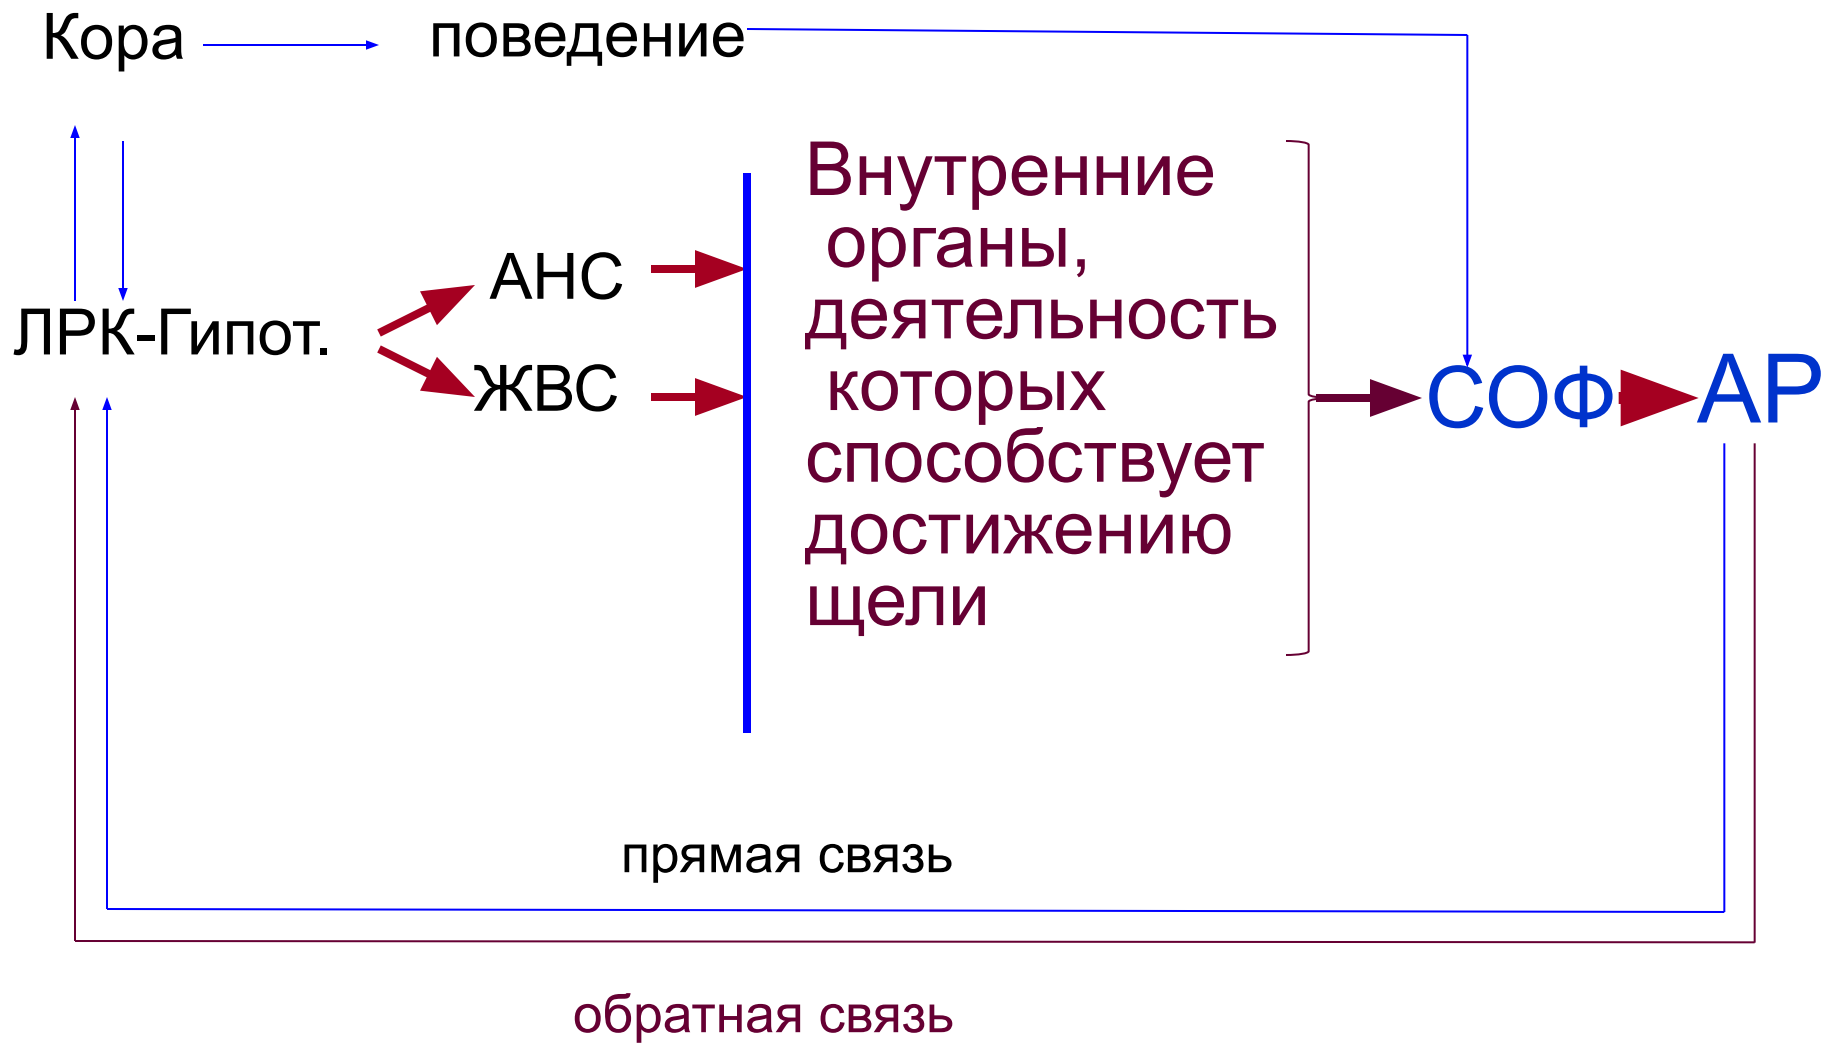 Кора
поведение
Внутренние
органы,
деятельность
которых
способствует
достижению
щели
АНС
ЛРК-Гипот.
ЖВС
СОФ
АР
прямая связь
обратная связь